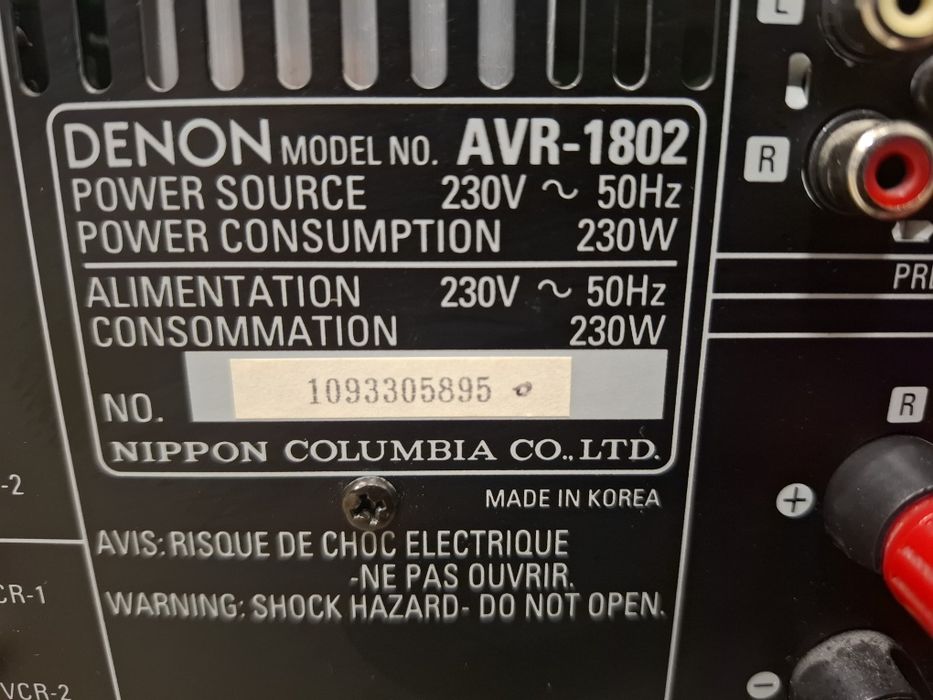 L
DENON MODEL NO. AVR-1802
R
POWER SOURCE 230V ~ 50Hz
POWER CONSUMPTION 230W
ALIMENTATION 230V ~ 50Hz
CONSOMMATION 230W
NO. 1093305895
R
NIPPON COLUMBIA CO., LTD.
MADE IN KOREA
+
AVIS: RISQUE DE CHOC ELECTRIQUE
-NE PAS OUVRIR.
WARNING: SHOCK HAZARD- DO NOT OPEN.
-2
CR-1
VCR-2
-